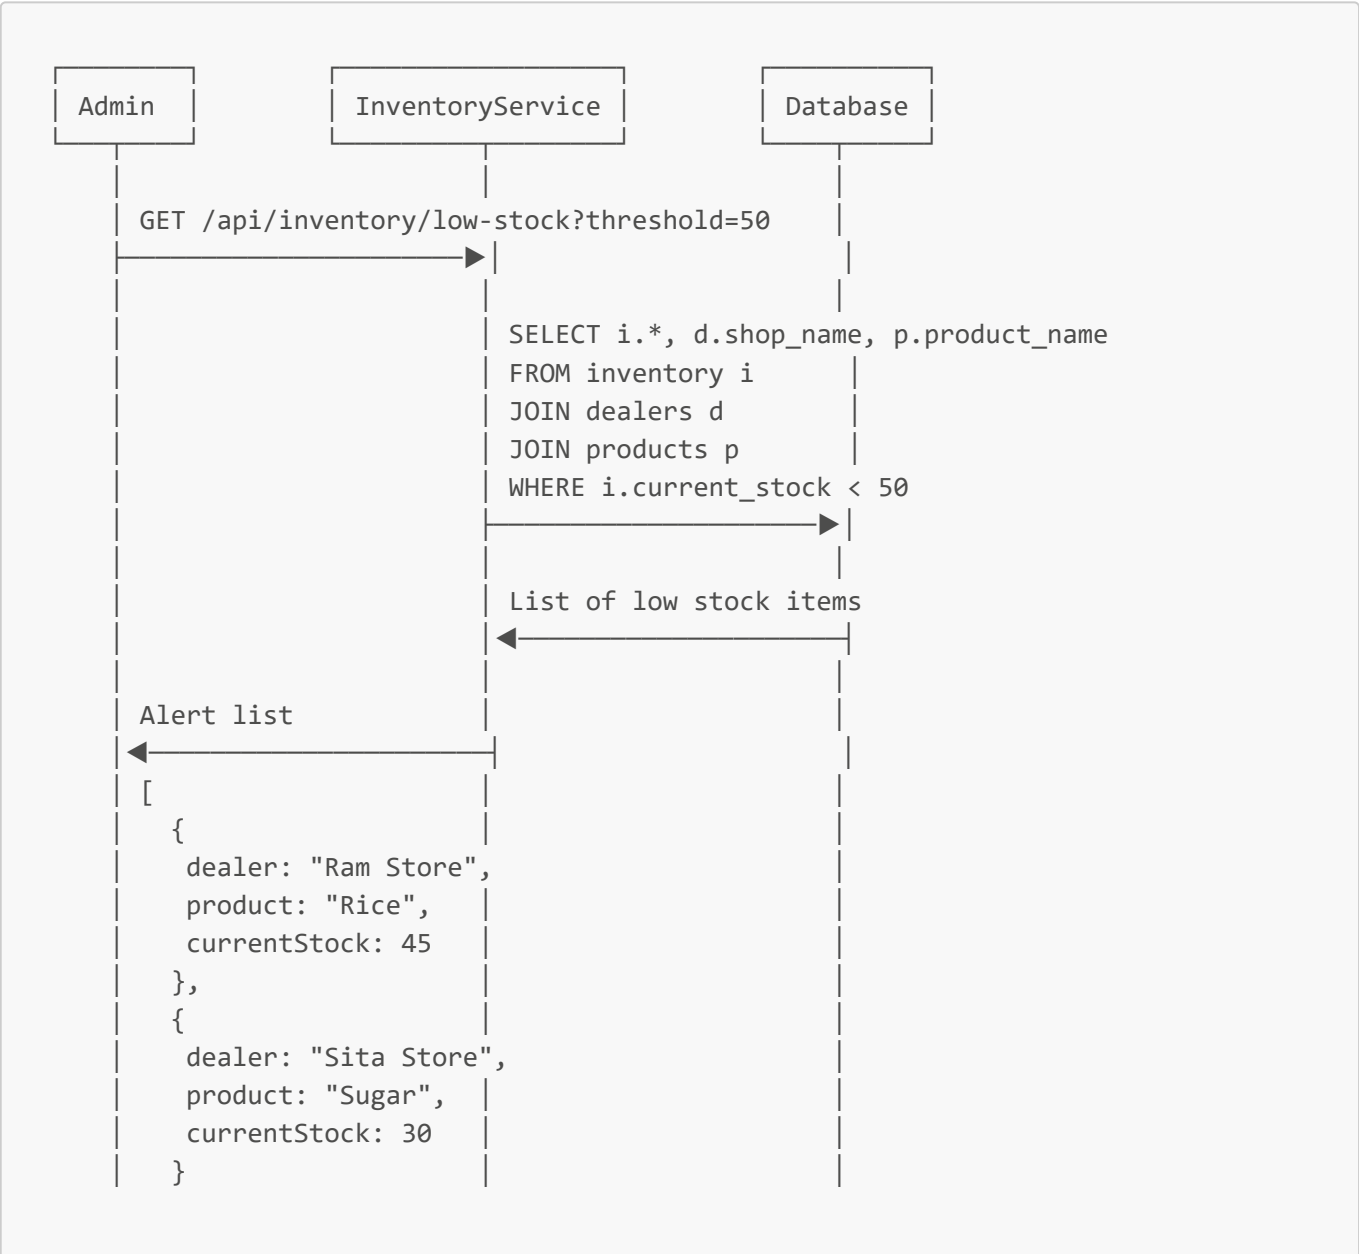 Admin InventoryService Database
GET /api/inventory/low-stock?threshold=50
SELECT i.*, d.shop_name, p.product_name
FROM inventory i
JOIN dealers d
JOIN products p
WHERE i.current_stock < 50
List of low stock items
Alert list
[
{
dealer: "Ram Store",
product: "Rice",
currentStock: 45
},
{
dealer: "Sita Store",
product: "Sugar",
currentStock: 30
}